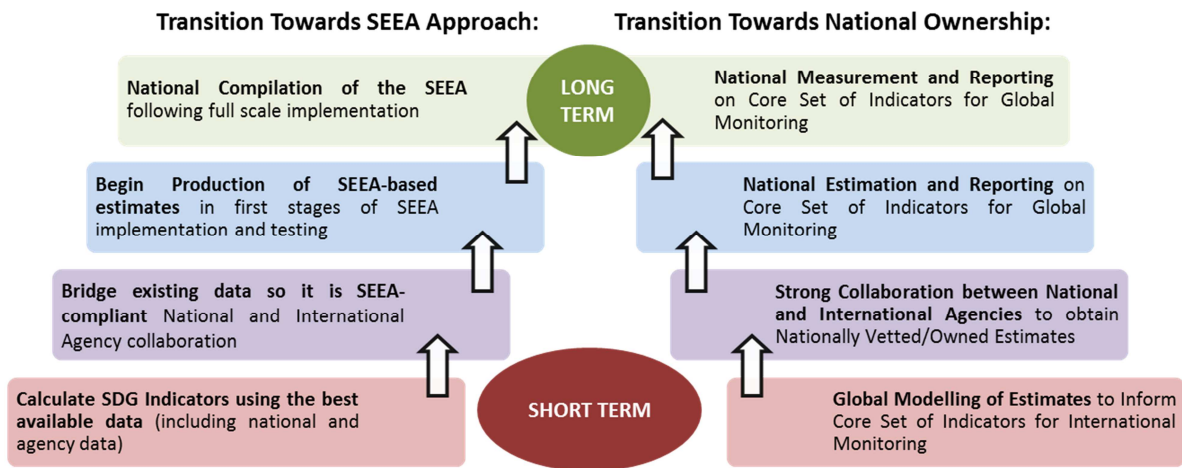 Transition Towards SEEA Approach:
Transition Towards National Ownership:
National Compilation of the SEEA
following full scale implementation
LONG
TERM
National Measurement and Reporting
on Core Set of Indicators for Global
Monitoring
Begin Production of SEEA-based
estimates in first stages of SEEA
implementation and testing
National Estimation and Reporting on
Core Set of Indicators for Global
Monitoring
Bridge existing data so it is SEEA-
compliant National and International
Agency collaboration
Strong Collaboration between National
and International Agencies to obtain
Nationally Vetted/Owned Estimates
Calculate SDG Indicators using the best
available data (including national and
agency data)
SHORT TERM
Global Modelling of Estimates to Inform
Core Set of Indicators for International
Monitoring